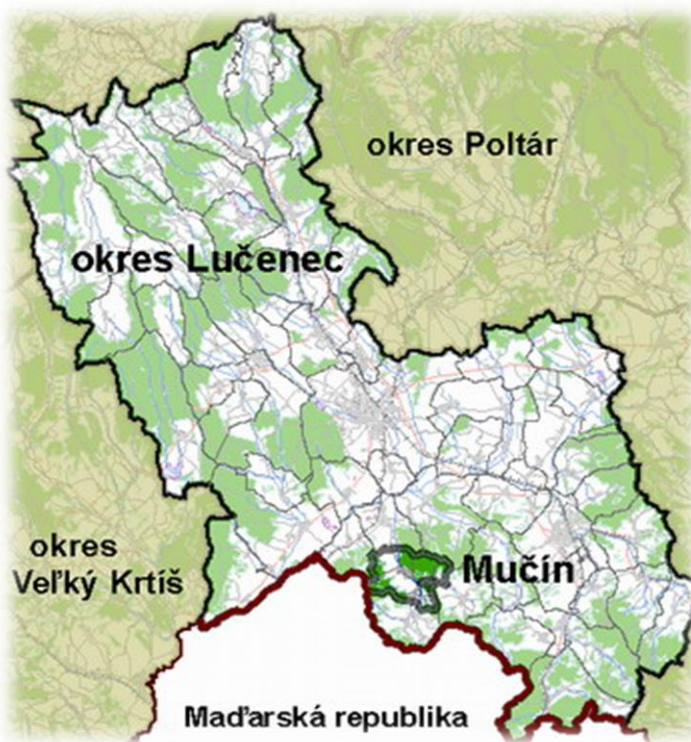 okres Poltár
okres Lučenec
okres
Veľký Krtíš
Mučín
Maďarská republika